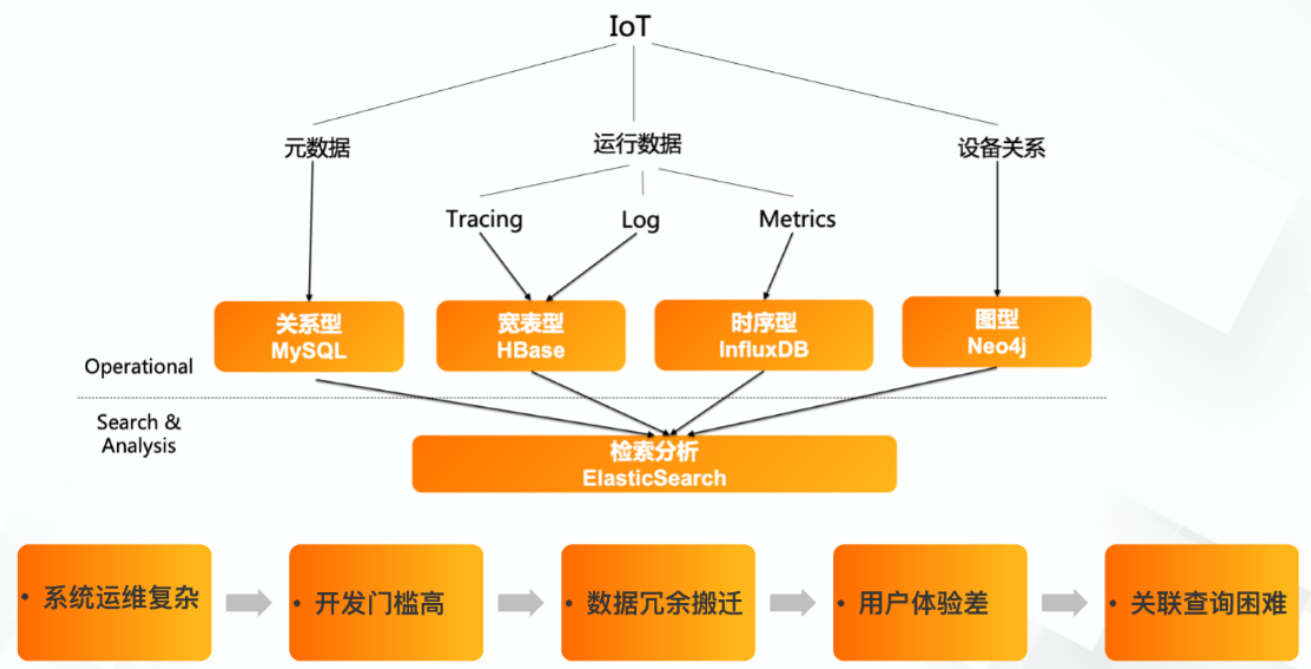 IoT
元数据
运行数据
设备关系
Tracing
Log
Metrics
关系型
MySQL
宽表型
HBase
时序型
InfluxDB
图型
Neo4j
Operational
Search &
Analysis
检索分析
ElasticSearch
• 系统运维复杂
• 开发门槛高
• 数据冗余搬迁
• 用户体验差
• 关联查询困难